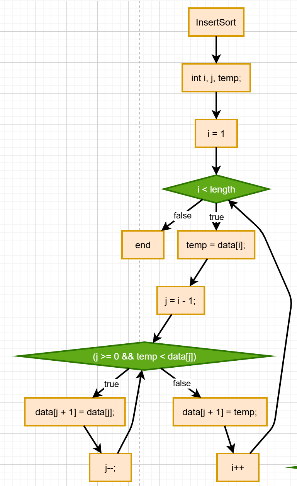 InsertSort
int i, j, temp;
i = 1
i < length
false
true
end
temp = data[i];
j = i - 1;
(j >= 0 && temp < data[j])
true
false
data[j + 1] = data[j];
data[j + 1] = temp;
j--;
i++